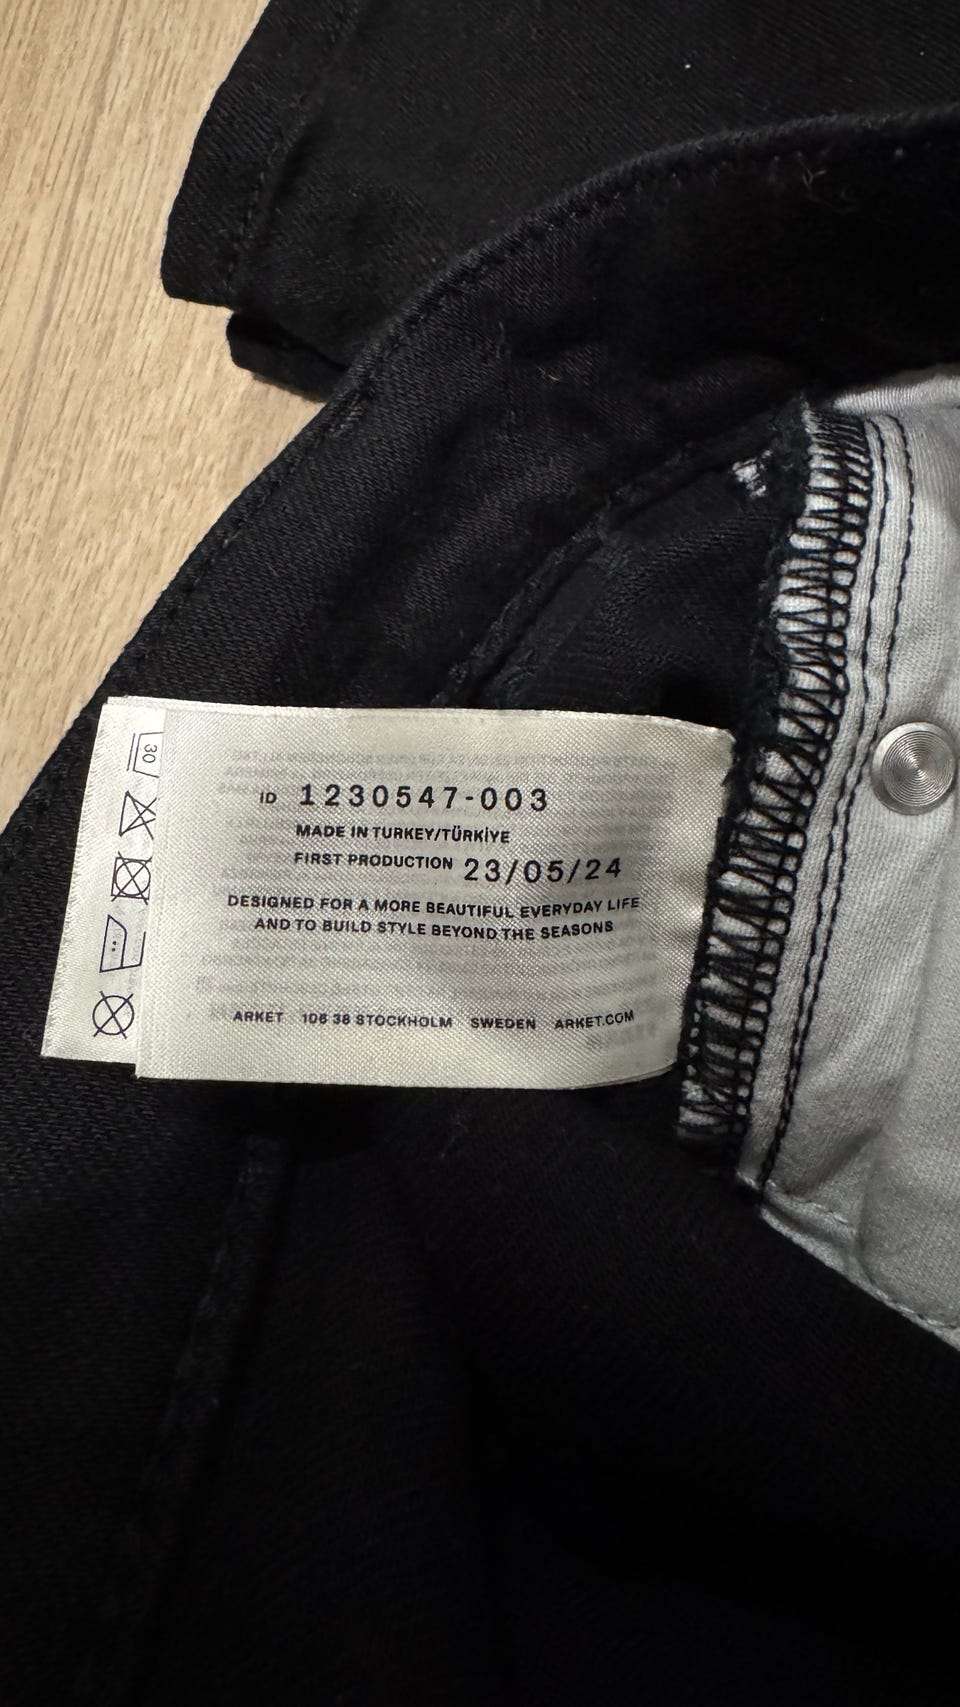 30
ID 1230547-003
MADE IN TURKEY/TÜRKİYE
FIRST PRODUCTION 23/05/24
DESIGNED FOR A MORE BEAUTIFUL EVERYDAY LIFE
AND TO BUILD STYLE BEYOND THE SEASONS
ARKET 106 38 STOCKHOLM SWEDEN ARKET.COM